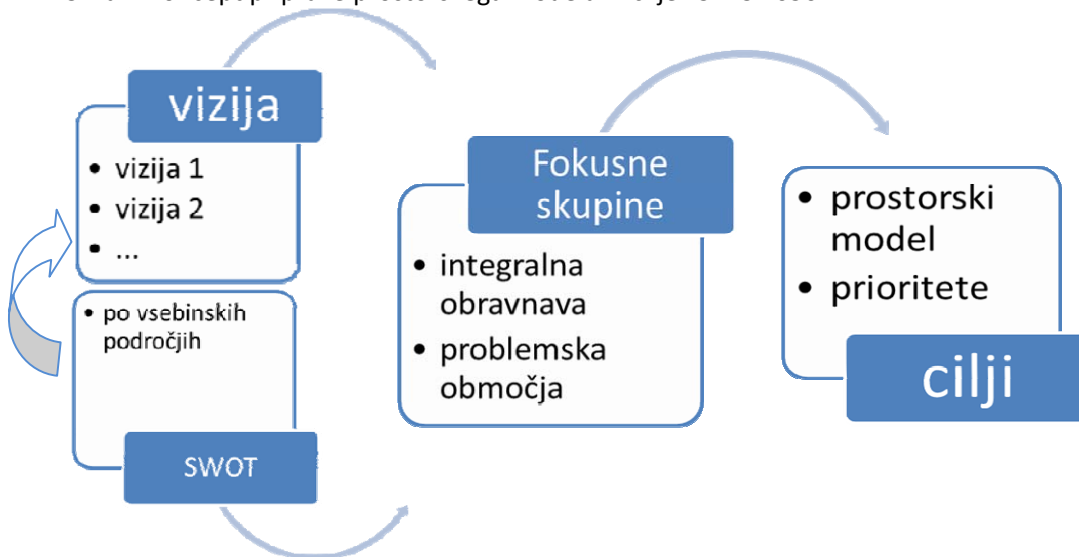 vizija
• vizija 1
• vizija 2
• ...
• po vsebinskih
področjih
SWOT
Fokusne
skupine
• integralna
obravnava
• problemska
območja
• prostorski
model
• prioritete
cilji